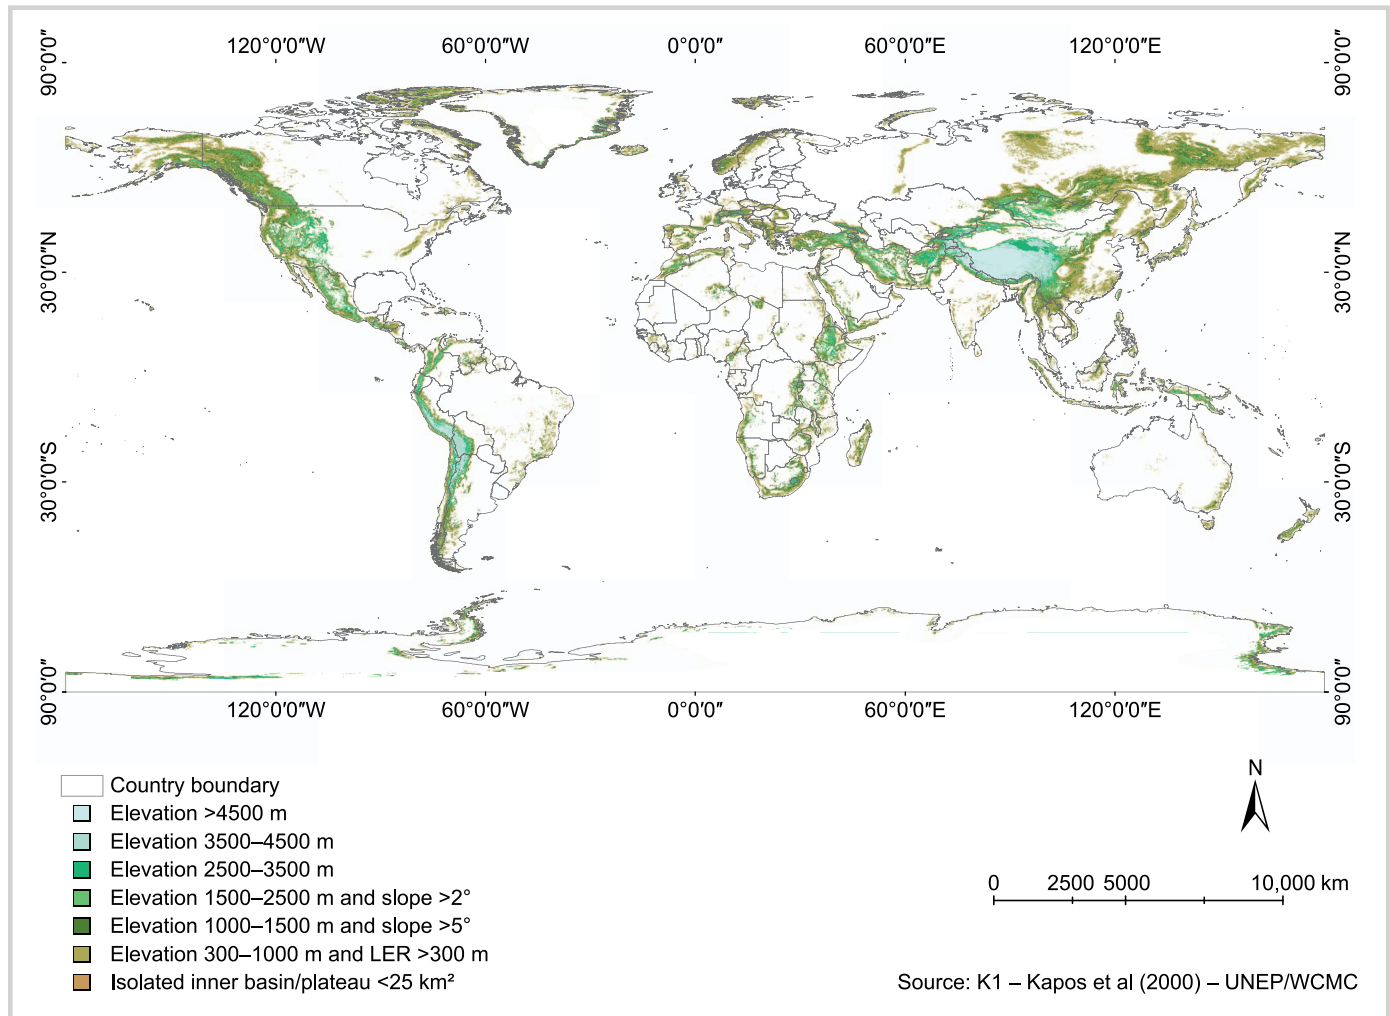 120°0′0″W 60°0′0″W 0°0′0″ 60°0′0″E 120°0′0″E
90°0′0″ 90°0′0″
30°0′0″N 30°0′0″N
30°0′0″S 30°0′0″S
90°0′0″ 90°0′0″
120°0′0″W 60°0′0″W 0°0′0″ 60°0′0″E 120°0′0″E
Country boundary
Elevation >4500 m
Elevation 3500–4500 m
Elevation 2500–3500 m
Elevation 1500–2500 m and slope >2°
Elevation 1000–1500 m and slope >5°
Elevation 300–1000 m and LER >300 m
Isolated inner basin/plateau <25 km²
N
0 2500 5000 10,000 km
Source: K1 – Kapos et al (2000) – UNEP/WCMC